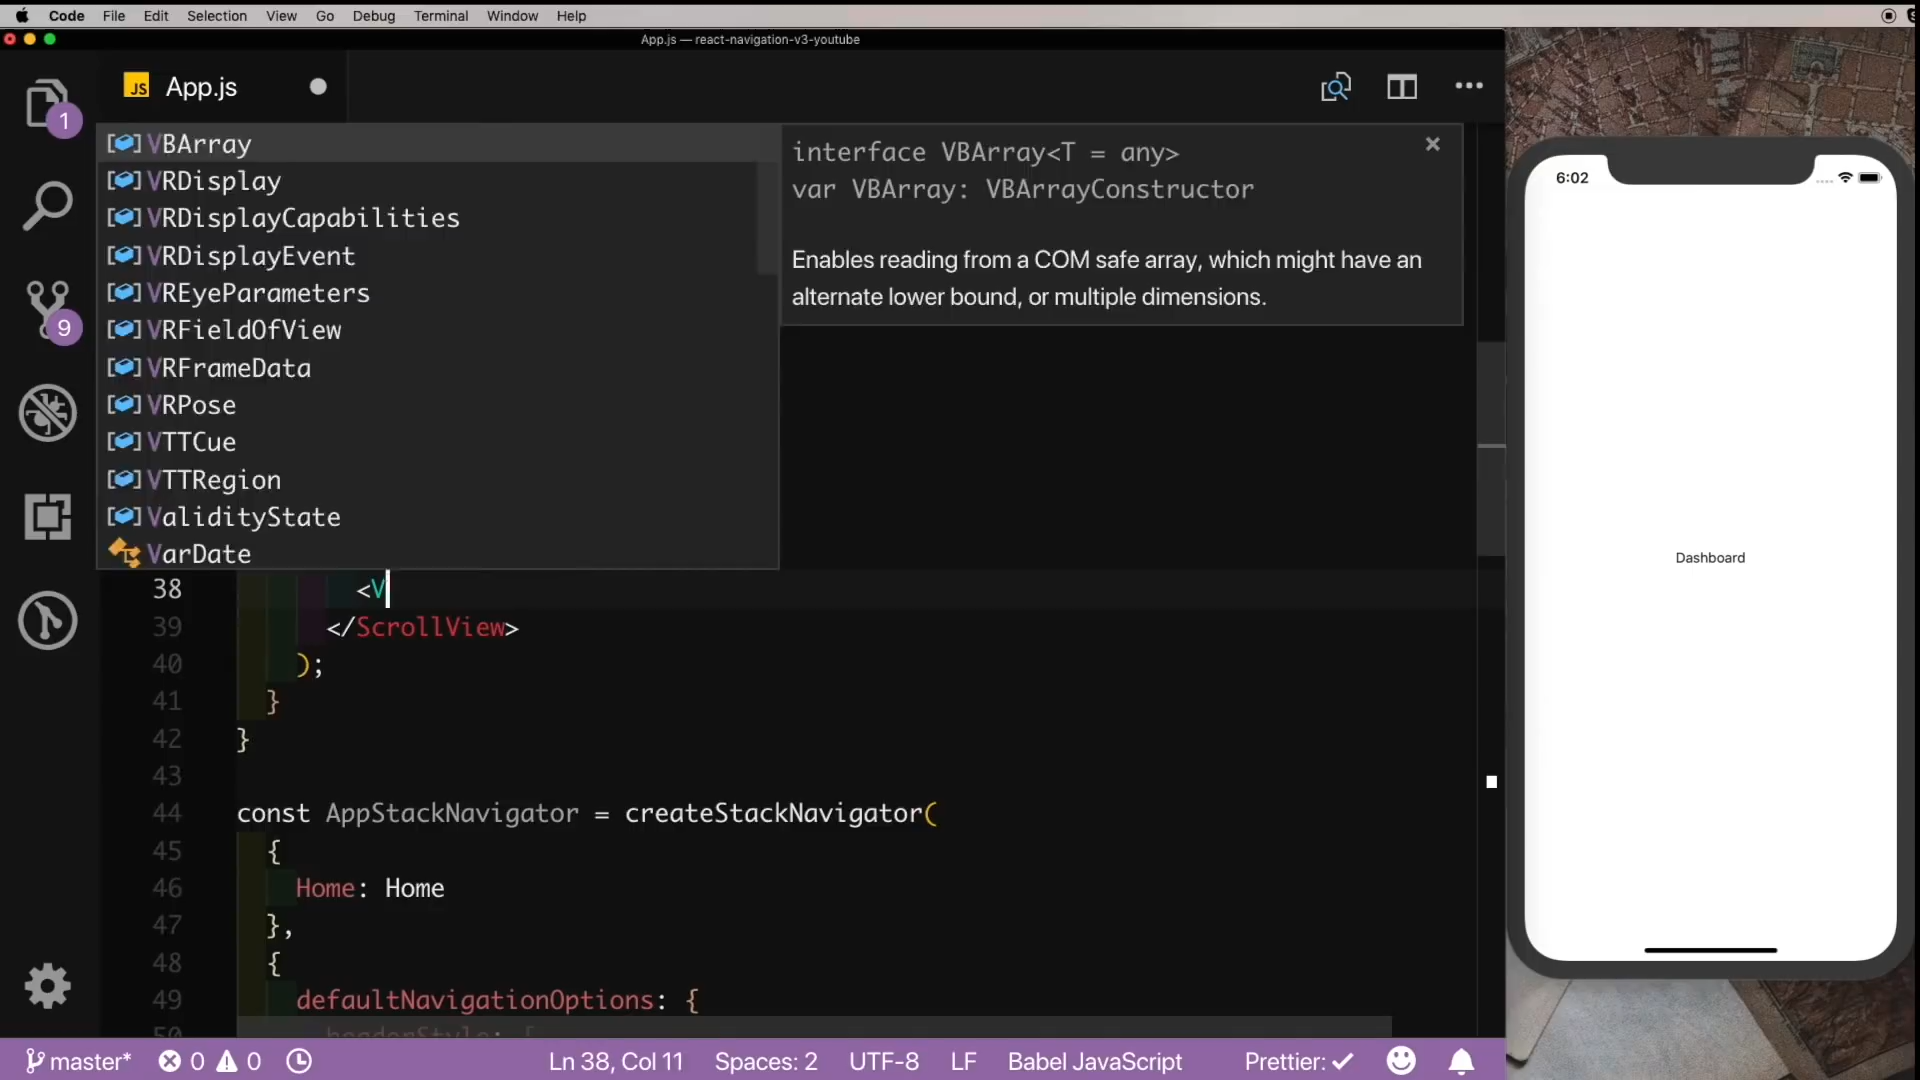 Code File Edit Selection View Go Debug Terminal Window Help
App.js — react-navigation-v3-youtube
JS App.js
1
9
VBArray
VRDisplay
VRDisplayCapabilities
VRDisplayEvent
VREyeParameters
VRFieldOfView
VRFrameData
VRPose
VTTCue
VTTRegion
ValidityState
VarDate
interface VBArray<T = any>
var VBArray: VBArrayConstructor
Enables reading from a COM safe array, which might have an
alternate lower bound, or multiple dimensions.
38 <V
39 </ScrollView>
40 );
41 }
42 }
43
44 const AppStackNavigator = createStackNavigator(
45 {
46 Home: Home
47 },
48 {
49 defaultNavigationOptions: {
50 headerStyle: {
master* 0 0 Ln 38, Col 11 Spaces: 2 UTF-8 LF Babel JavaScript Prettier: ✓
6:02
Dashboard